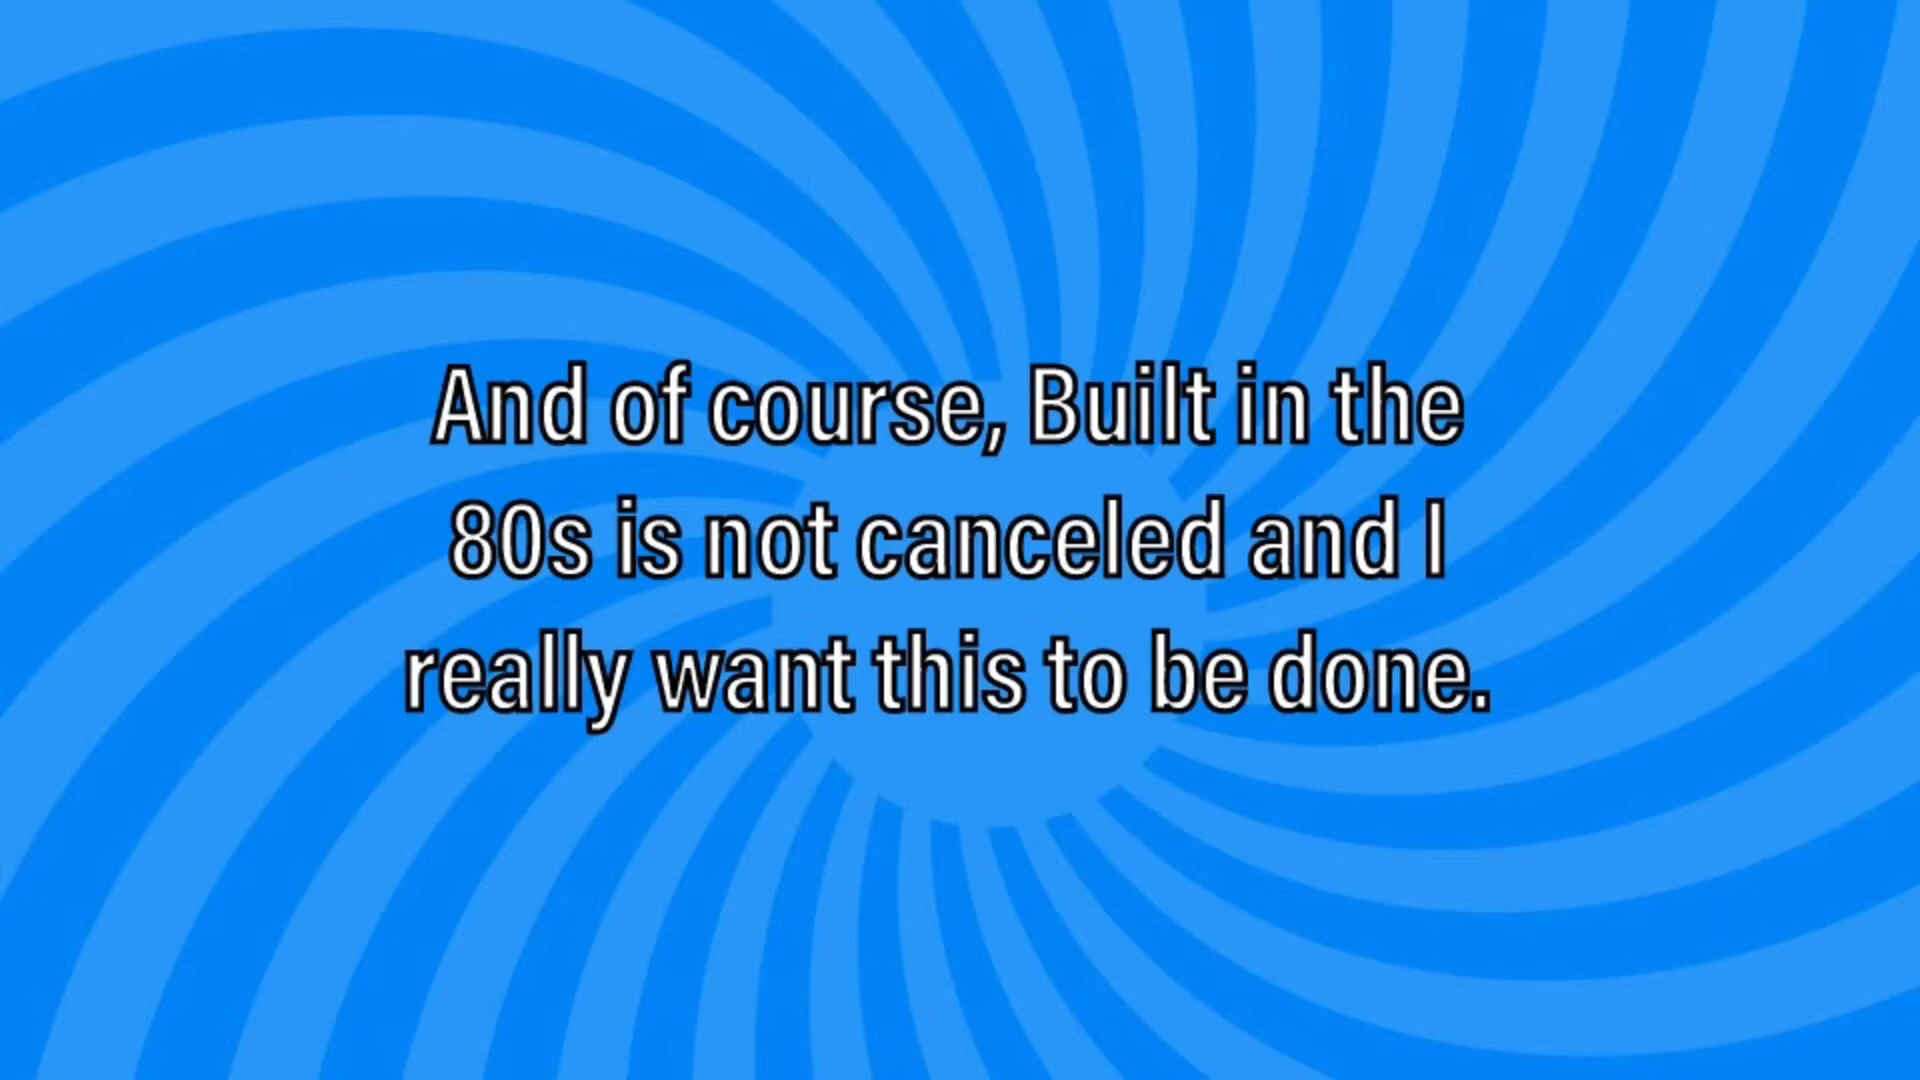 And of course, Built in the
80s is not canceled and I
really want this to be done.